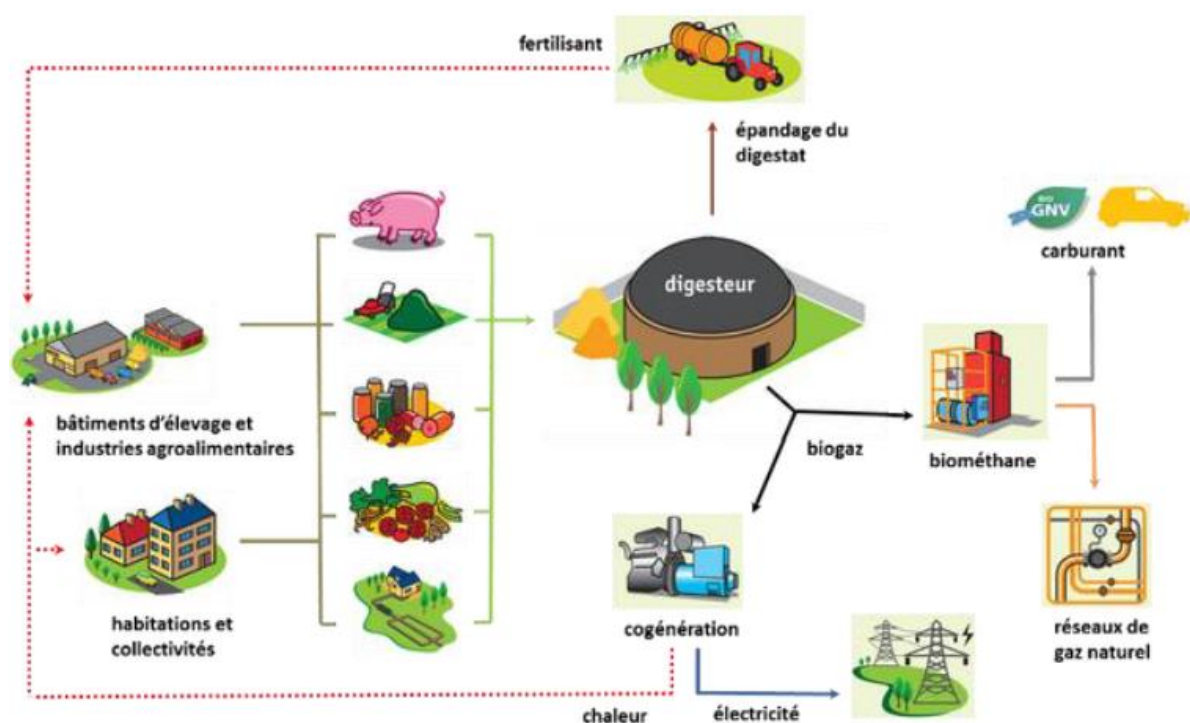 fertilisant
épandage du
digestat
BIO
GNV
carburant
digesteur
bâtiments d'élevage et
industries agroalimentaires
biogaz
biométhane
habitations et
collectivités
cogénération
réseaux de
gaz naturel
chaleur
électricité